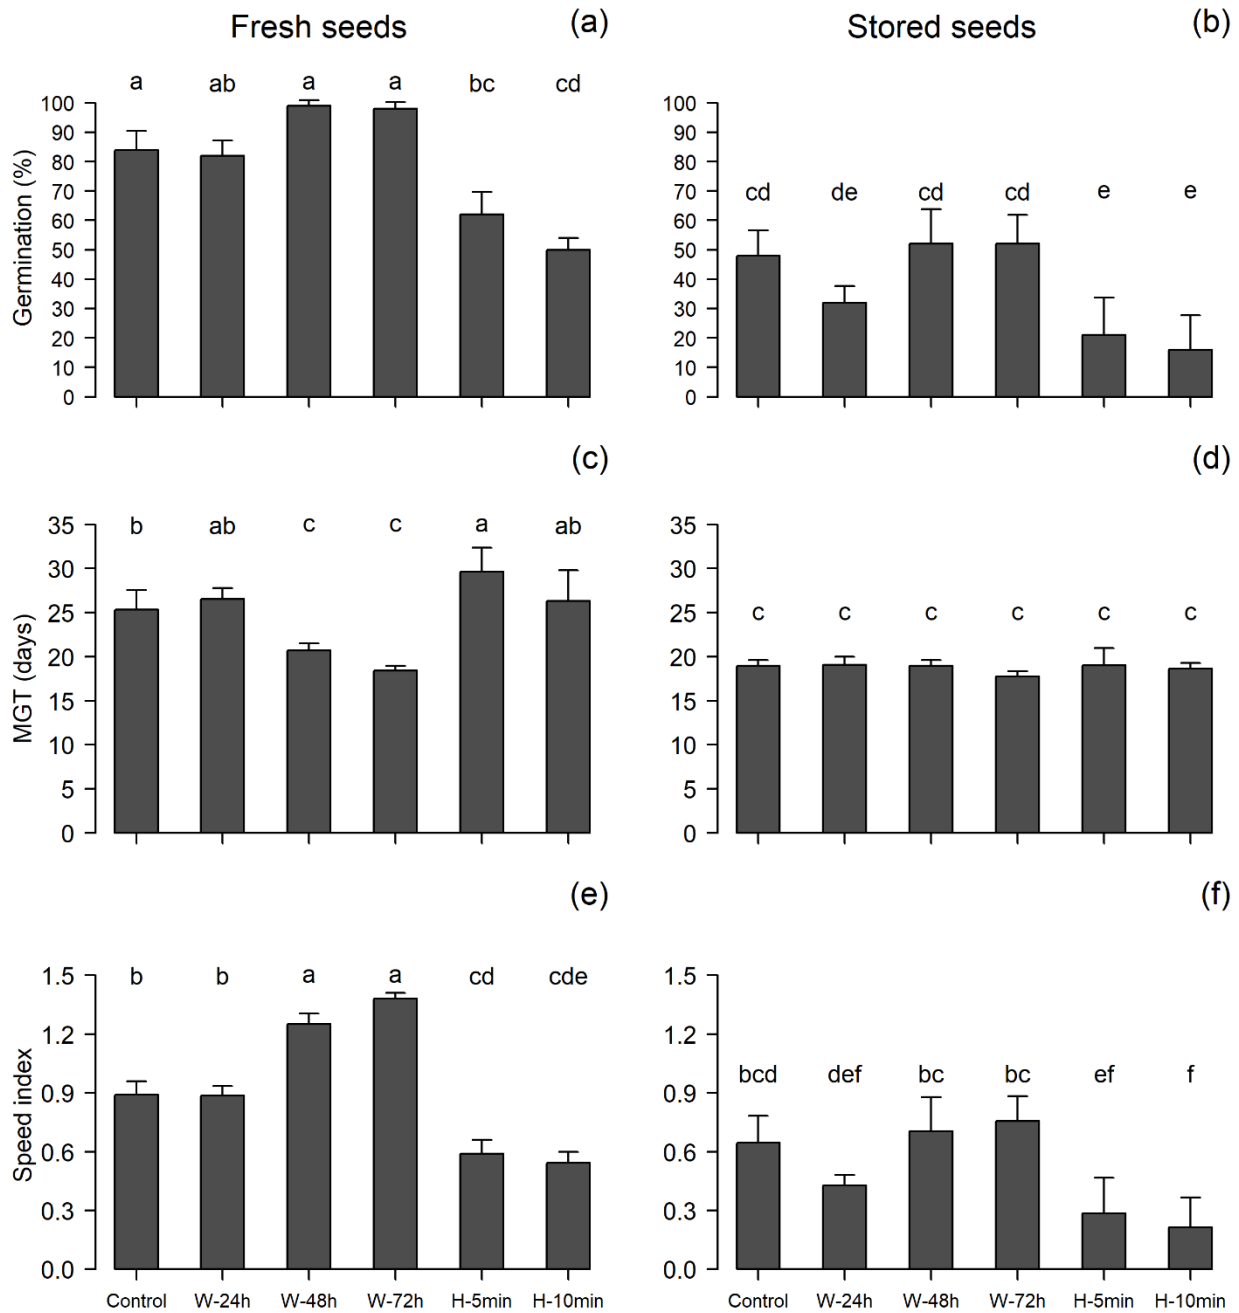 Fresh seeds
(a)
Stored seeds
(b)
a ab a a bc cd
100
90
80
70
60
50
40
30
20
10
0
Germination (%)
cd de cd cd e e
100
90
80
70
60
50
40
30
20
10
0
(c)
(d)
b ab c c a ab
35
30
25
20
15
10
5
0
MGT (days)
c c c c c c
35
30
25
20
15
10
5
0
(e)
(f)
b b a a cd cde
1.5
1.2
0.9
0.6
0.3
0.0
Speed index
Control W-24h W-48h W-72h H-5min H-10min
bcd def bc bc ef f
1.5
1.2
0.9
0.6
0.3
0.0
Control W-24h W-48h W-72h H-5min H-10min